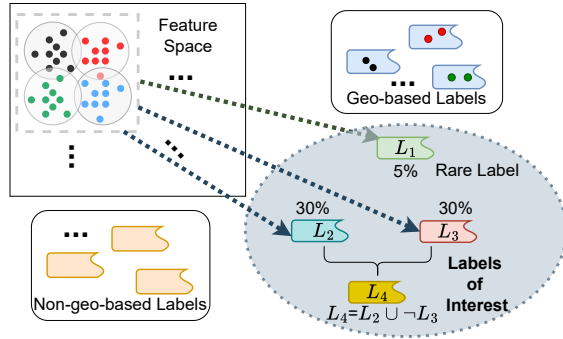 Feature
Space
...
Geo-based Labels
L₁
5%
Rare Label
30%
30%
L₂
L₃
Labels
of
Interest
L₄
L₄=L₂ ∪ ¬L₃
...
Non-geo-based Labels